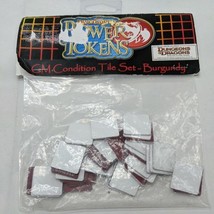 POWER
TOKENS
DUNGEONS
DRAGONS
GM Condition Tile Set - Burgundy